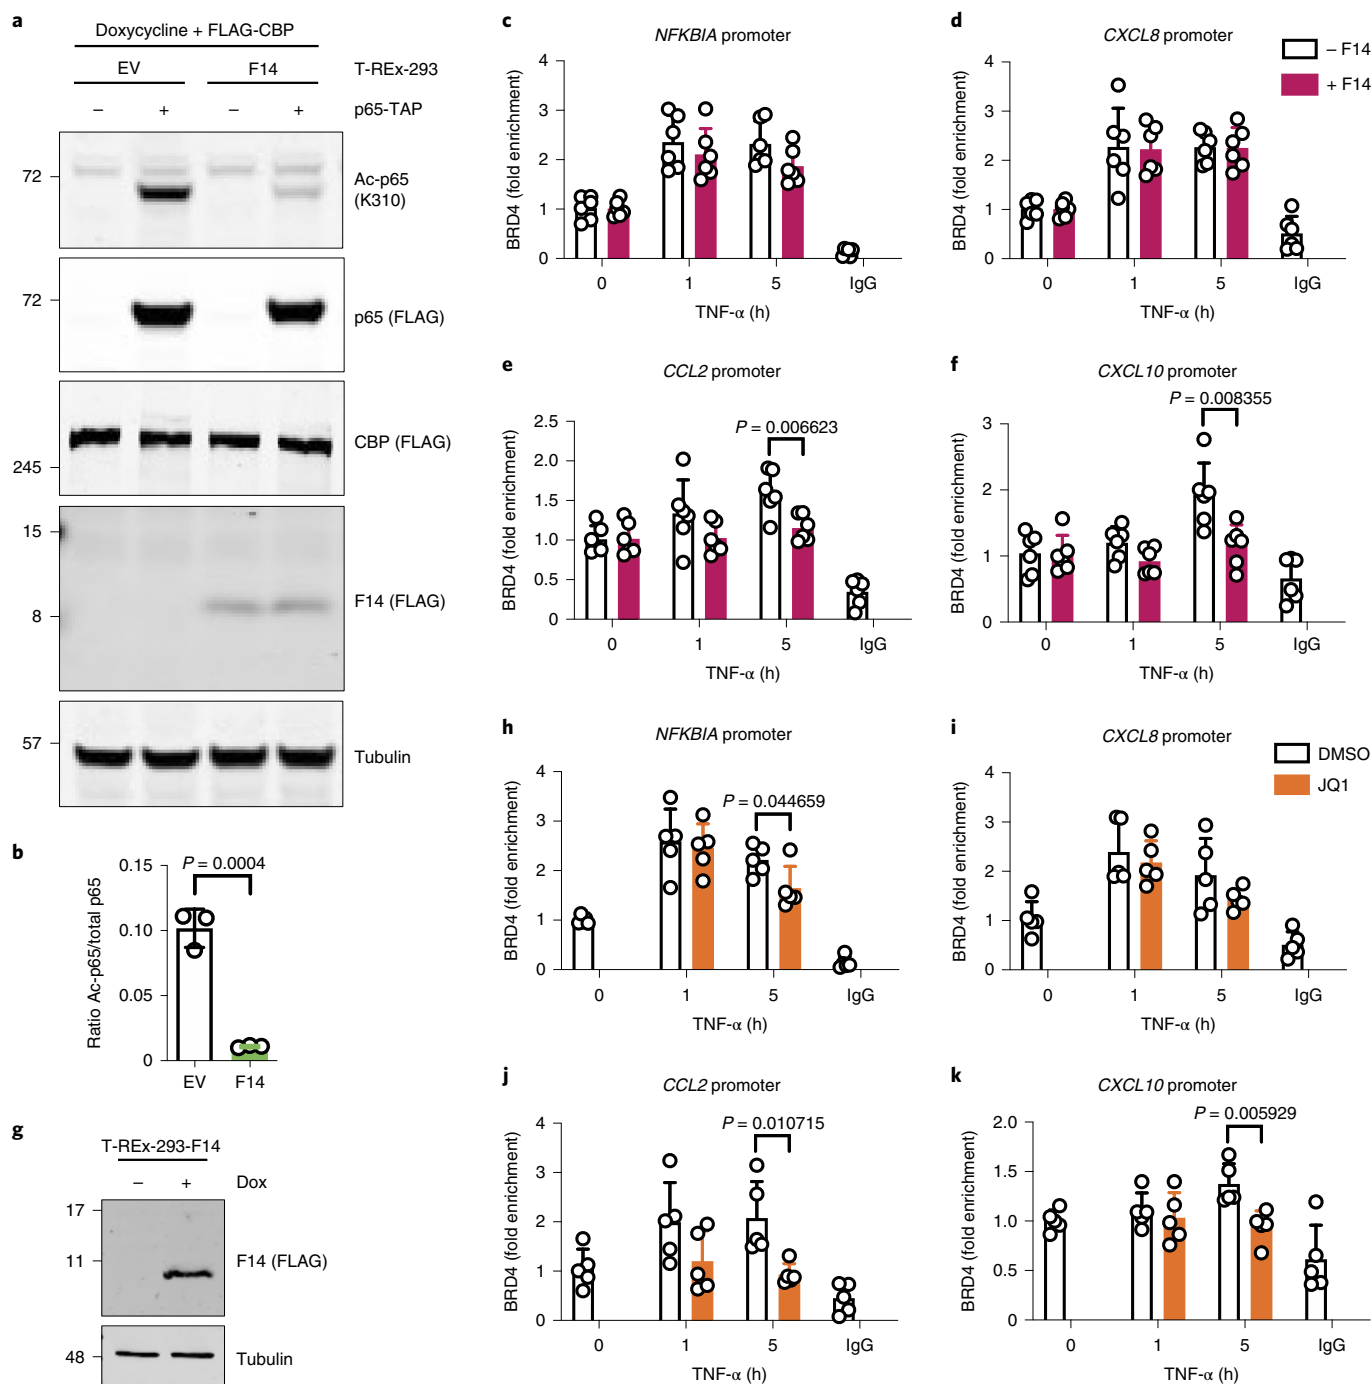 a
Doxycycline + FLAG-CBP
EV F14 T-REx-293
– + – + p65-TAP
72
Ac-p65
(K310)
72
p65 (FLAG)
CBP (FLAG)
245
15
F14 (FLAG)
8
57
Tubulin
b
P = 0.0004
Ratio Ac-p65/total p65
0.15
0.10
0.05
0
EV F14
g
T-REx-293-F14
– + Dox
17
11
F14 (FLAG)
48
Tubulin
c
NFKBIA promoter
BRD4 (fold enrichment)
4
3
2
1
0
0 1 5 IgG
TNF-α (h)
d
CXCL8 promoter
– F14
+ F14
BRD4 (fold enrichment)
4
3
2
1
0
0 1 5 IgG
TNF-α (h)
e
CCL2 promoter
P = 0.006623
BRD4 (fold enrichment)
2.5
2.0
1.5
1.0
0.5
0
0 1 5 IgG
TNF-α (h)
f
CXCL10 promoter
P = 0.008355
BRD4 (fold enrichment)
3
2
1
0
0 1 5 IgG
TNF-α (h)
h
NFKBIA promoter
P = 0.044659
BRD4 (fold enrichment)
4
3
2
1
0
0 1 5 IgG
TNF-α (h)
i
CXCL8 promoter
DMSO
JQ1
BRD4 (fold enrichment)
4
3
2
1
0
0 1 5 IgG
TNF-α (h)
j
CCL2 promoter
P = 0.010715
BRD4 (fold enrichment)
4
3
2
1
0
0 1 5 IgG
TNF-α (h)
k
CXCL10 promoter
P = 0.005929
BRD4 (fold enrichment)
2.0
1.5
1.0
0.5
0
0 1 5 IgG
TNF-α (h)